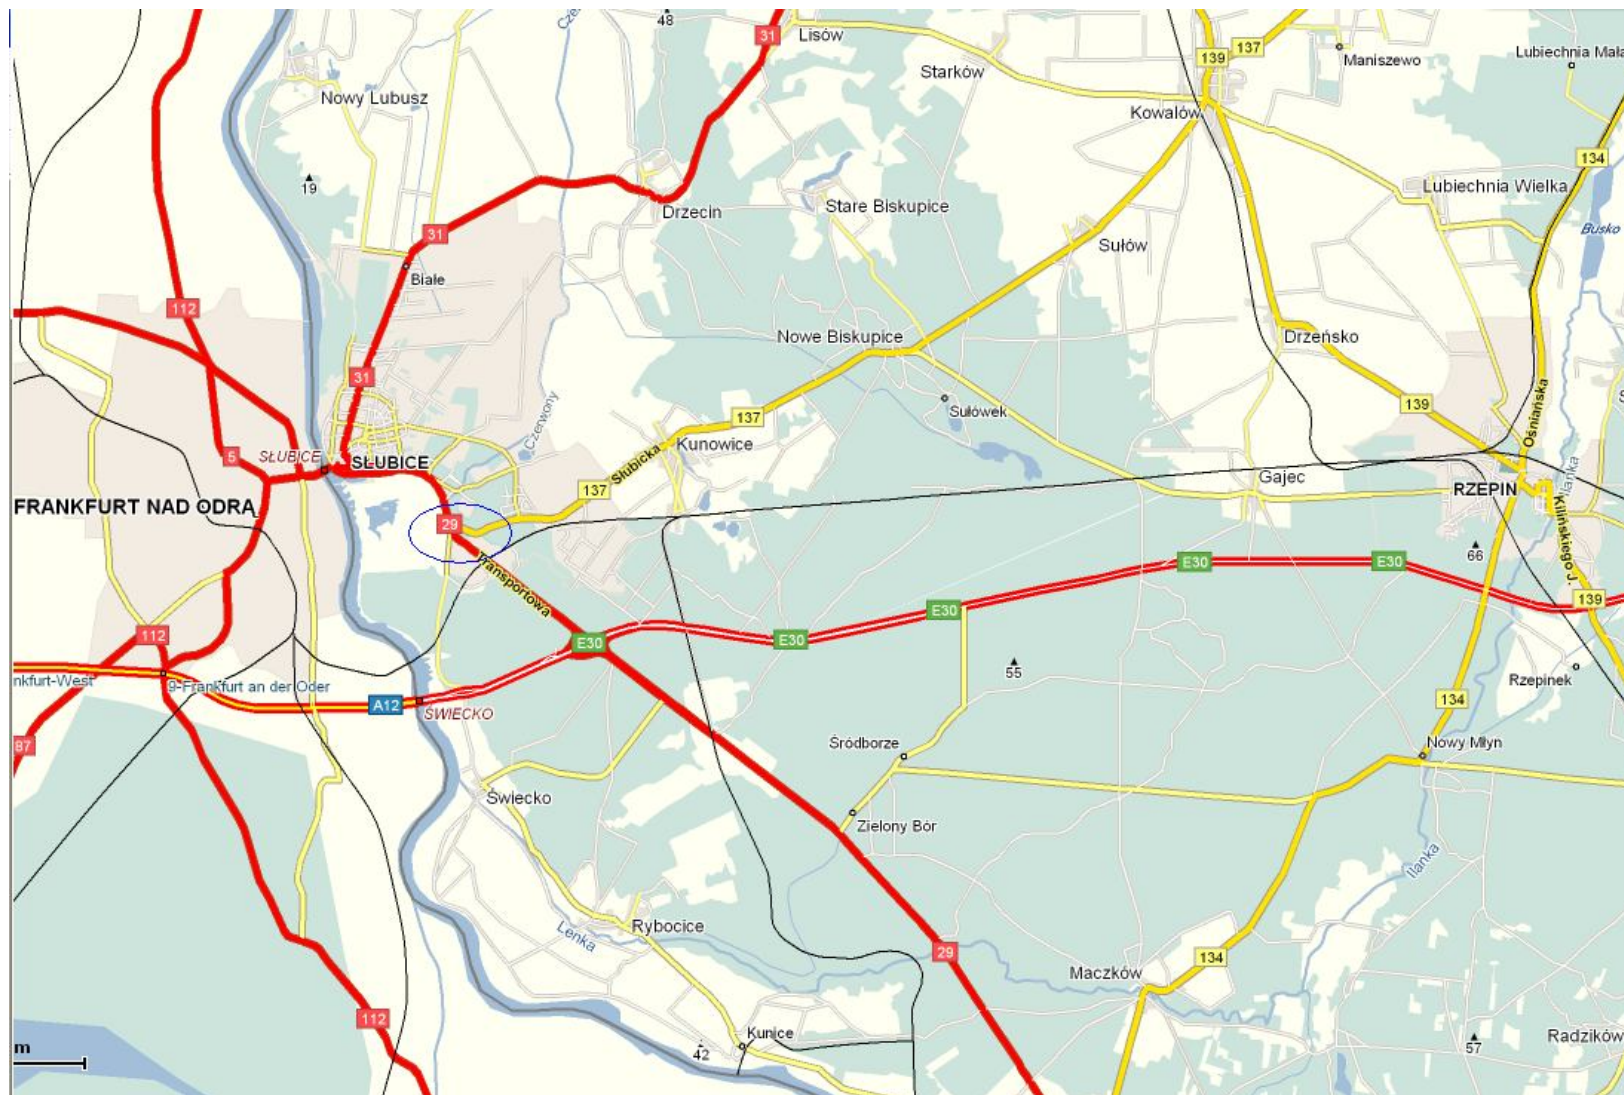 48
Lisów
31
Starków
139
137
Maniszewo
Lubiechnia Mała
Nowy Lubusz
Kowalów
134
19
Lubiechnia Wielka
Drzecin
Stare Biskupice
31
Sułów
Busko
Białe
112
Nowe Biskupice
Drzeńsko
31
Sułówek
139
137
Ośniańska
Czerwony
Kunowice
5
SŁUBICE
SŁUBICE
Słubicka
137
Gajec
RZEPIN
Ilanka
FRANKFURT NAD ODRĄ
29
Kilińskiego J.
66
Transportowa
E30
E30
E30
E30
E30
139
112
55
Rzepinek
nkfurt-West
9-Frankfurt an der Oder
A12
ŚWIECKO
134
87
Śródborze
Nowy Młyn
Świecko
Zielony Bór
Ilanka
Rybocice
Lenka
29
134
Maczków
112
Kunice
42
57
Radzików
m